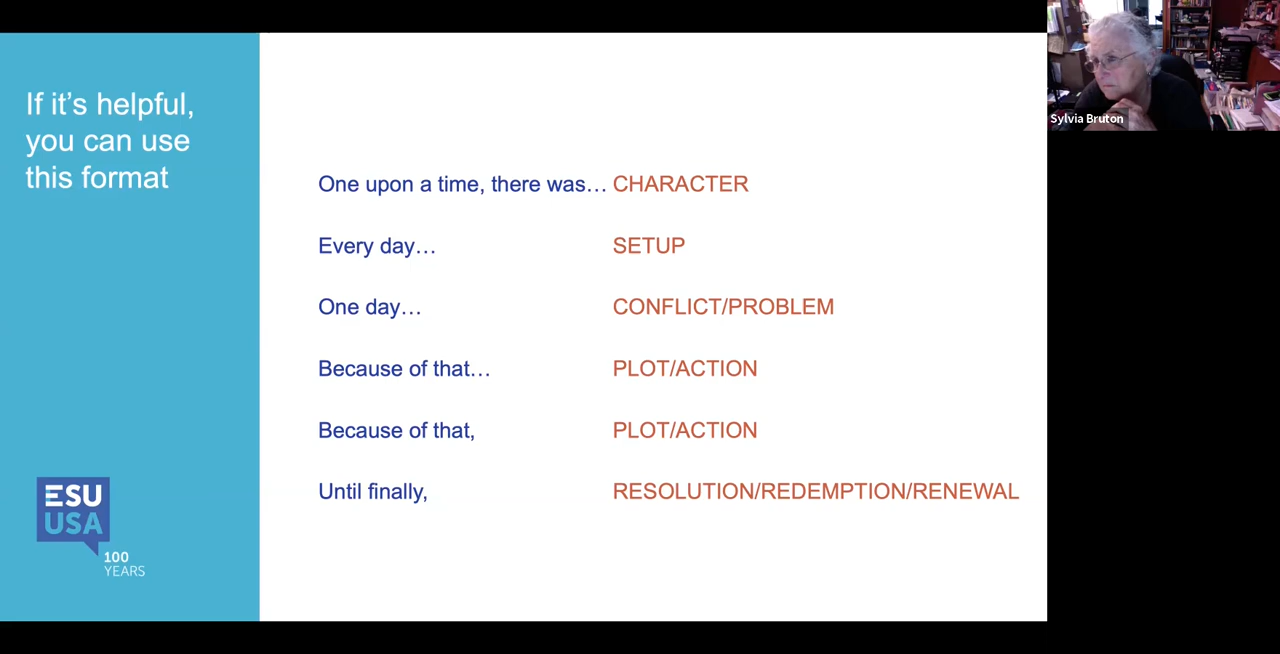 If it's helpful,
you can use
this format
One upon a time, there was… CHARACTER
Every day… SETUP
One day… CONFLICT/PROBLEM
Because of that… PLOT/ACTION
Because of that, PLOT/ACTION
Until finally, RESOLUTION/REDEMPTION/RENEWAL
ESU
USA
100
YEARS
Sylvia Bruton